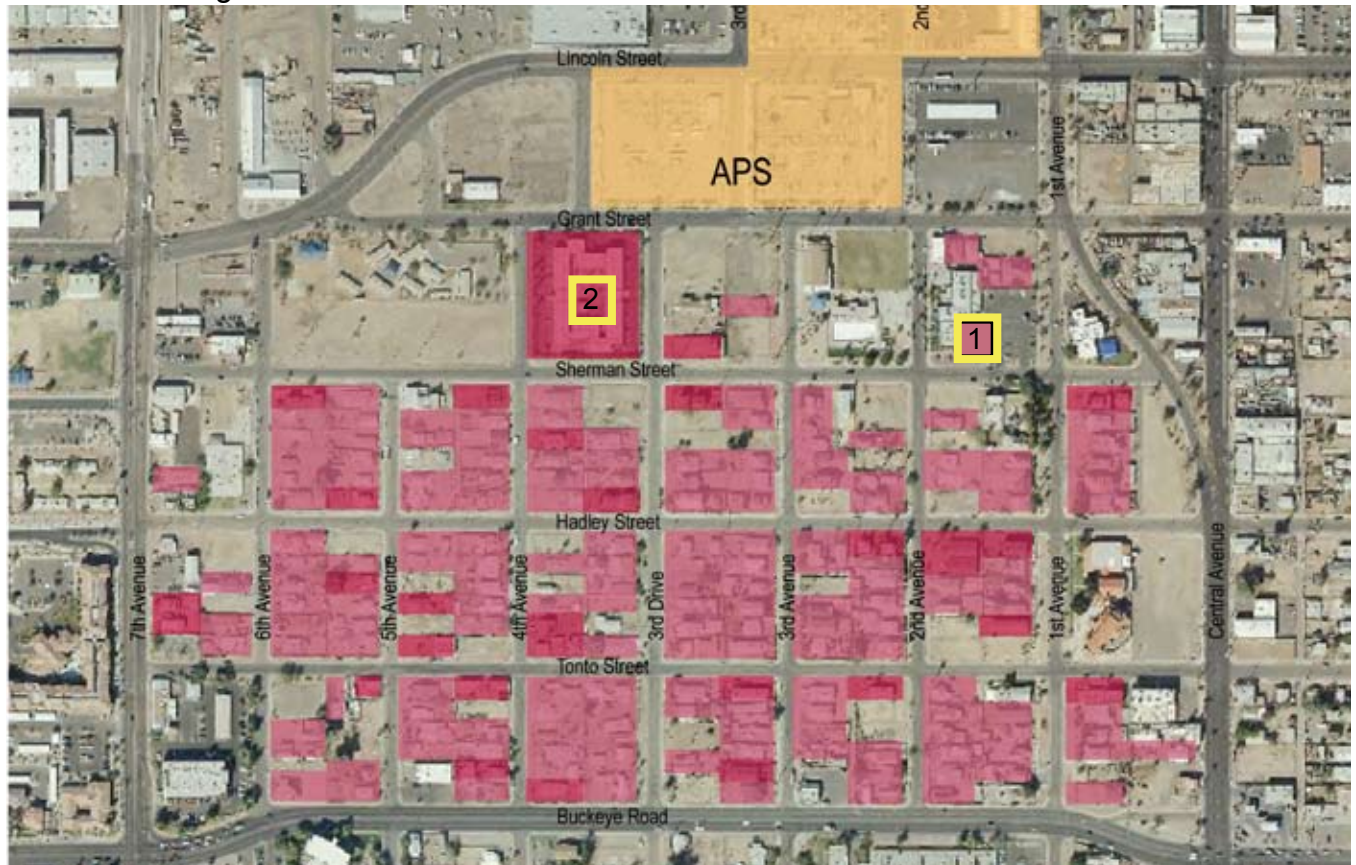 3rd
2nd
Lincoln Street
APS
1st Avenue
Grant Street
2
1
Sherman Street
Hadley Street
7th Avenue
6th Avenue
5th Avenue
4th Avenue
3rd Drive
3rd Avenue
2nd Avenue
1st Avenue
Central Avenue
Tonto Street
Buckeye Road